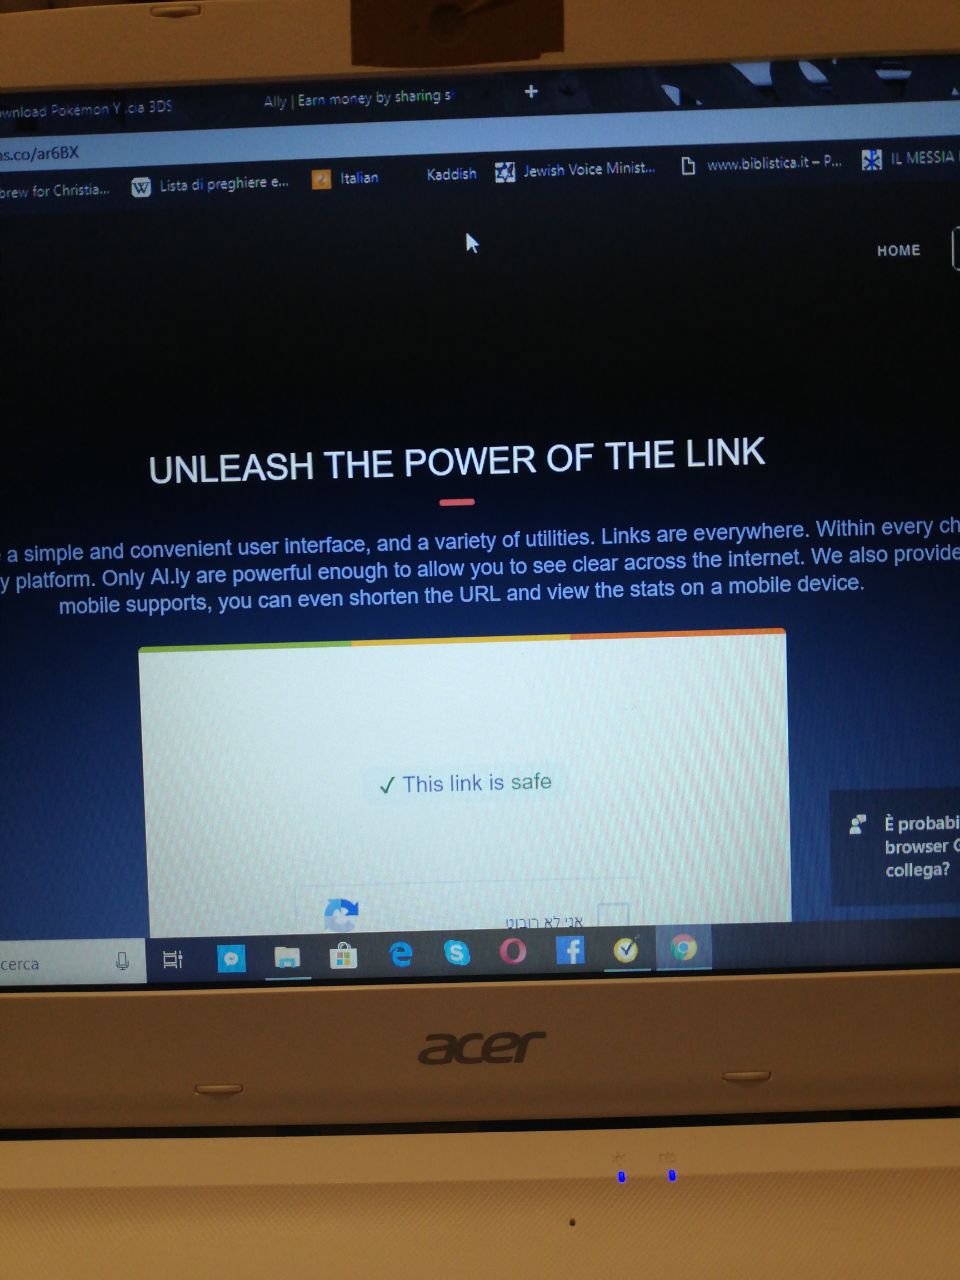 ownload Pokémon Y .cia 3DS
Ally | Earn money by sharing s
+
ns.co/ar6BX
brew for Christia...
Lista di preghiere e...
Italian
Kaddish
Jewish Voice Minist...
www.biblistica.it – P...
IL MESSIA
HOME
UNLEASH THE POWER OF THE LINK
a simple and convenient user interface, and a variety of utilities. Links are everywhere. Within every ch
y platform. Only Al.ly are powerful enough to allow you to see clear across the internet. We also provide
mobile supports, you can even shorten the URL and view the stats on a mobile device.
✓ This link is safe
È probabi
browser G
collega?
אני לא רובוט
cerca
acer